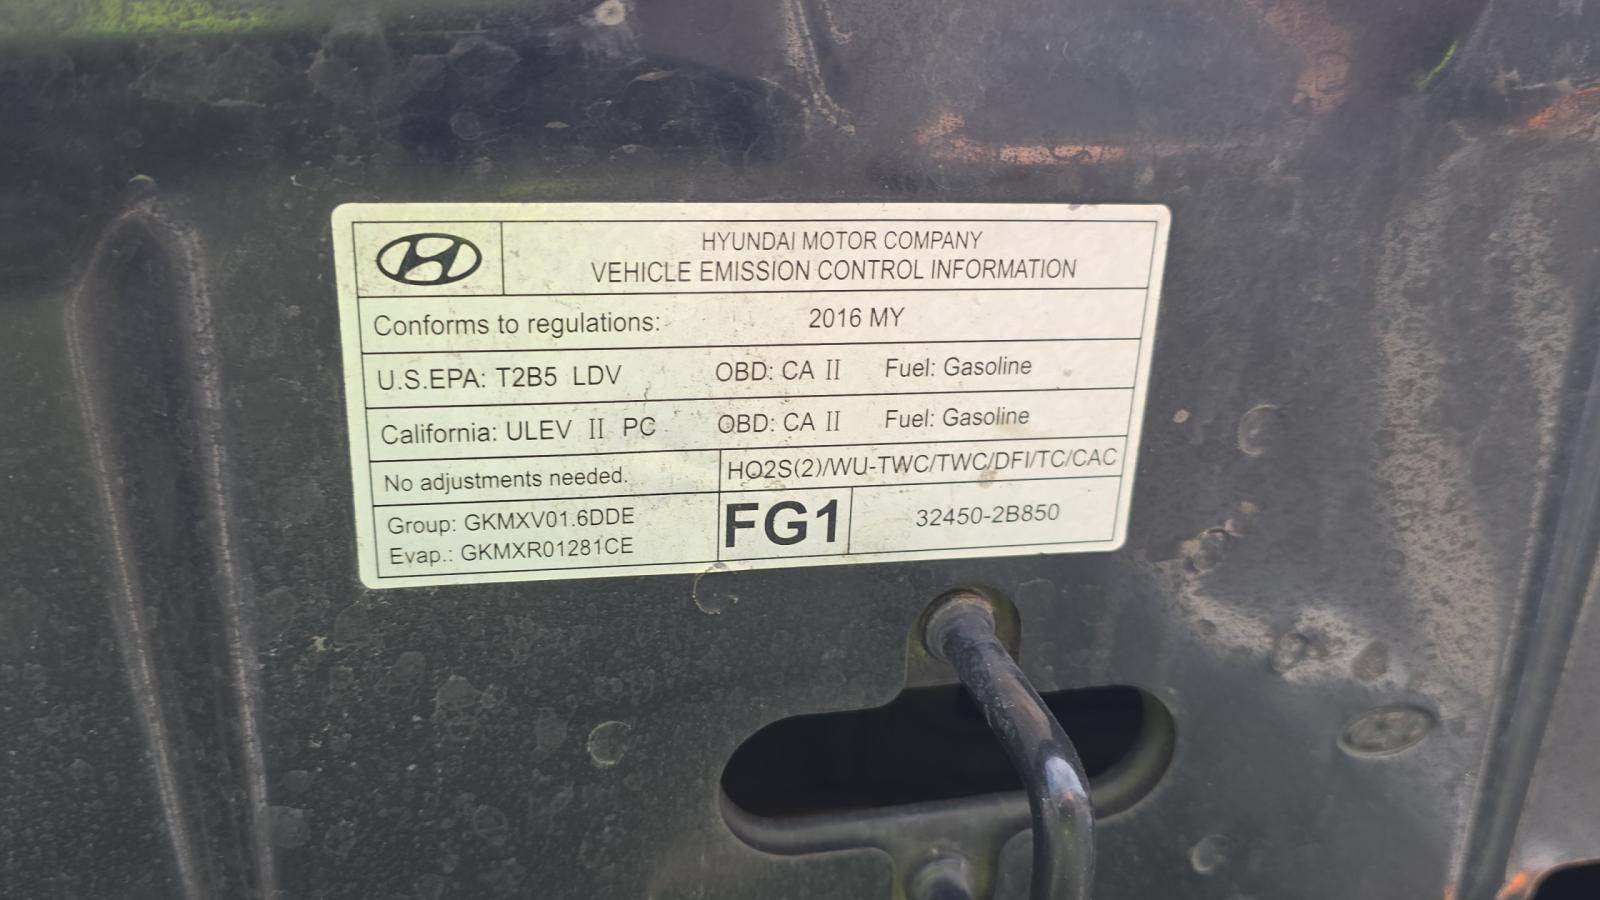 HYUNDAI MOTOR COMPANY
VEHICLE EMISSION CONTROL INFORMATION
Conforms to regulations: 2016 MY
U.S.EPA: T2B5 LDV OBD: CA II Fuel: Gasoline
California: ULEV II PC OBD: CA II Fuel: Gasoline
No adjustments needed. HO2S(2)/WU-TWC/TWC/DFI/TC/CAC
Group: GKMXV01.6DDE
Evap.: GKMXR01281CE
FG1 32450-2B850